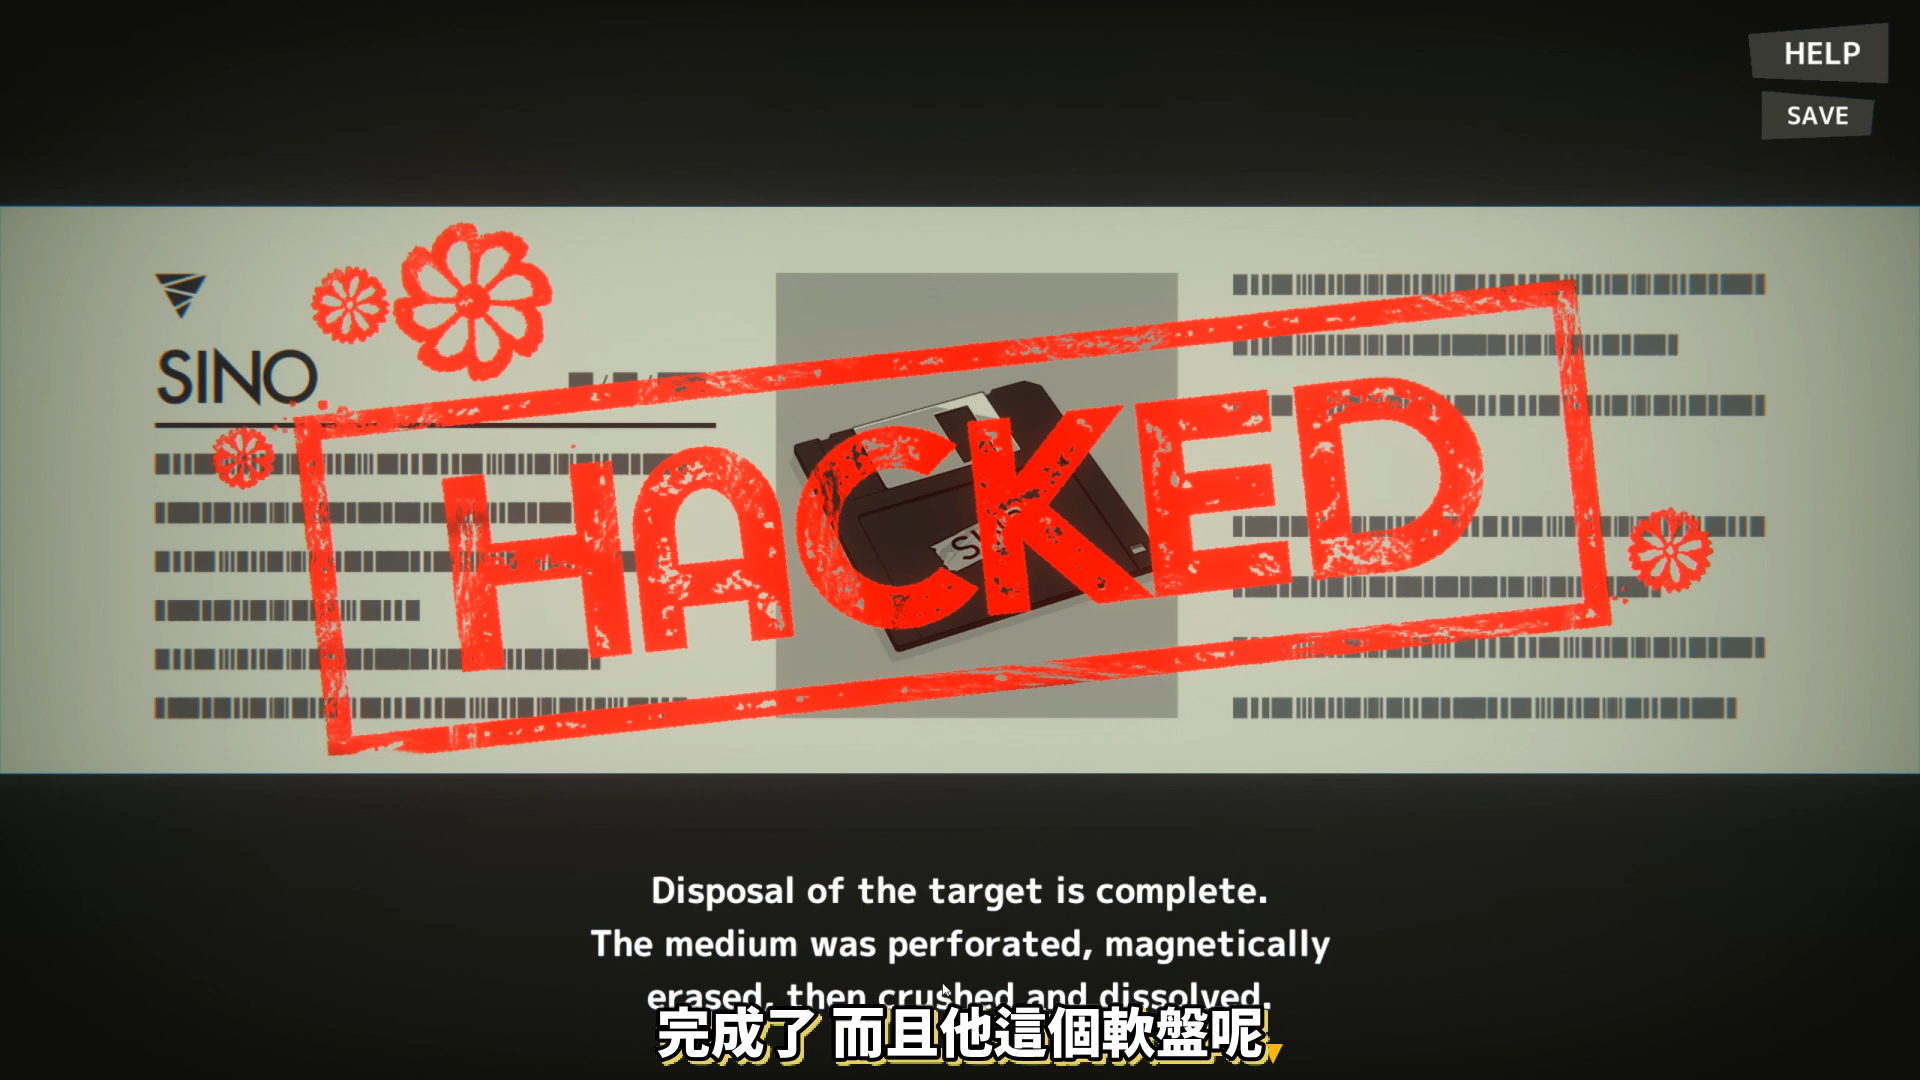 HELP
SAVE
SINO
HACKED
Disposal of the target is complete.
The medium was perforated, magnetically
erased, then crushed and dissolved.
完成了 而且他這個軟盤呢